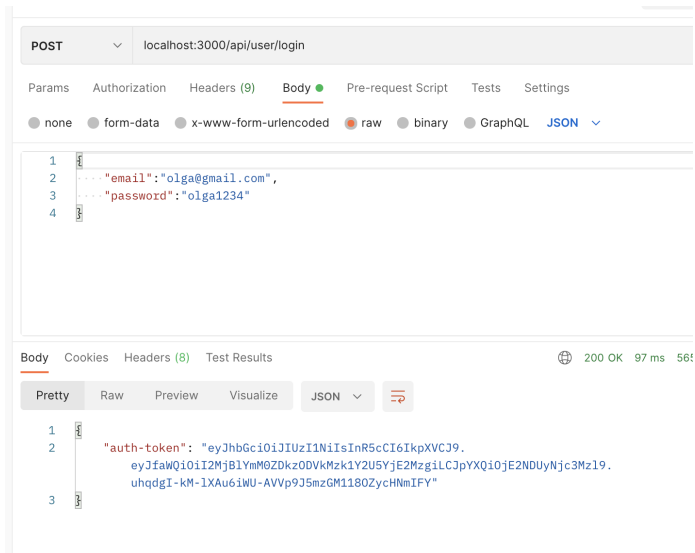 POST localhost:3000/api/user/login
Params Authorization Headers (9) Body Pre-request Script Tests Settings
none form-data x-www-form-urlencoded raw binary GraphQL JSON
1 {
2 "email":"olga@gmail.com",
3 "password":"olga1234"
4 }
Body Cookies Headers (8) Test Results 200 OK 97 ms 565
Pretty Raw Preview Visualize JSON
1 {
2 "auth-token": "eyJhbGciOiJIUzI1NiIsInR5cCI6IkpXVCJ9.
eyJfaWQiOiI2MjBlYmM0ZDkzODVkMzk1Y2U5YjE2MzgiLCJpYXQiOjE2NDUyNjc3Mzl9.
uhqdgI-kM-lXAu6iWU-AVVp9J5mzGM118OZycHNmIFY"
3 }